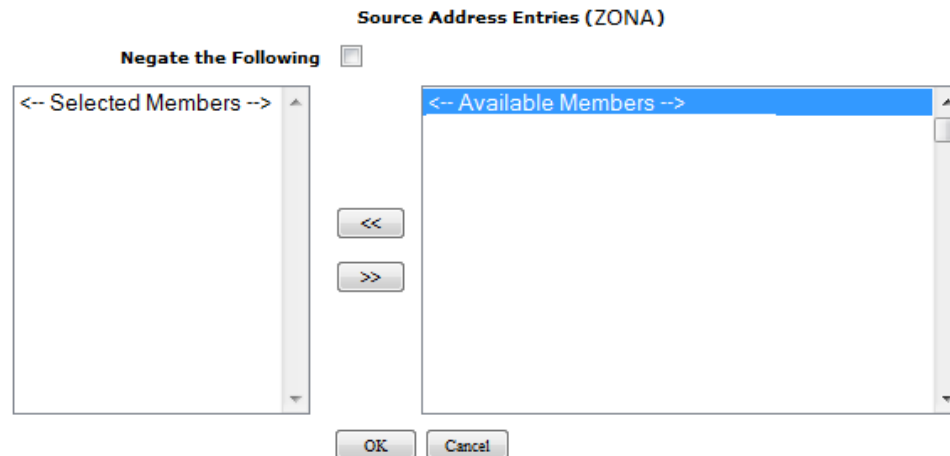 Source Address Entries (ZONA)
Negate the Following
<-- Selected Members -->
<-- Available Members -->
<<
>>
OK
Cancel